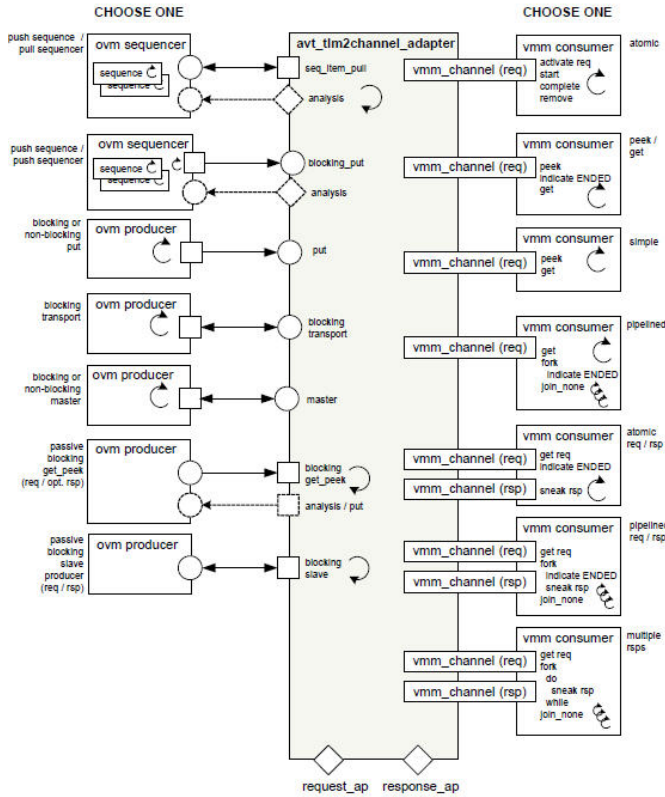 CHOOSE ONE
CHOOSE ONE
push sequence /
pull sequencer
ovm sequencer
sequence
sequence
avt_tlm2channel_adapter
seq_item_pull
analysis
vmm_channel (req)
vmm consumer
activate req
start
complete
remove
atomic
push sequence /
push sequencer
ovm sequencer
sequence
sequence
blocking_put
analysis
vmm_channel (req)
vmm consumer
peek
indicate ENDED
get
peek /
get
blocking or
non-blocking
put
ovm producer
put
vmm_channel (req)
vmm consumer
peek
get
simple
blocking
transport
ovm producer
blocking
transport
vmm_channel (req)
vmm consumer
get
fork
indicate ENDED
join_none
pipelined
blocking or
non-blocking
master
ovm producer
master
passive
blocking
get_peek
(req / opt. rsp)
ovm producer
blocking
get_peek
analysis / put
vmm_channel (req)
vmm_channel (rsp)
vmm consumer
get req
indicate ENDED
sneak rsp
atomic
req / rsp
passive
blocking
slave
producer
(req / rsp)
ovm producer
blocking
slave
vmm_channel (req)
vmm_channel (rsp)
vmm consumer
get req
fork
indicate ENDED
sneak rsp
join_none
pipelined
req / rsp
vmm_channel (req)
vmm_channel (rsp)
vmm consumer
get req
fork
do
sneak rsp
while
join_none
multiple
rsps
request_ap
response_ap